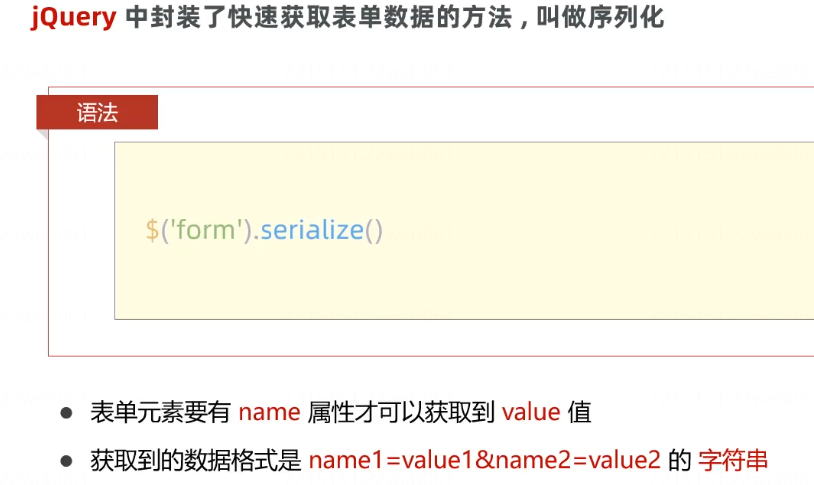 jQuery 中封装了快速获取表单数据的方法，叫做序列化
语法
$('form').serialize()
● 表单元素要有 name 属性才可以获取到 value 值
● 获取到的数据格式是 name1=value1&name2=value2 的 字符串